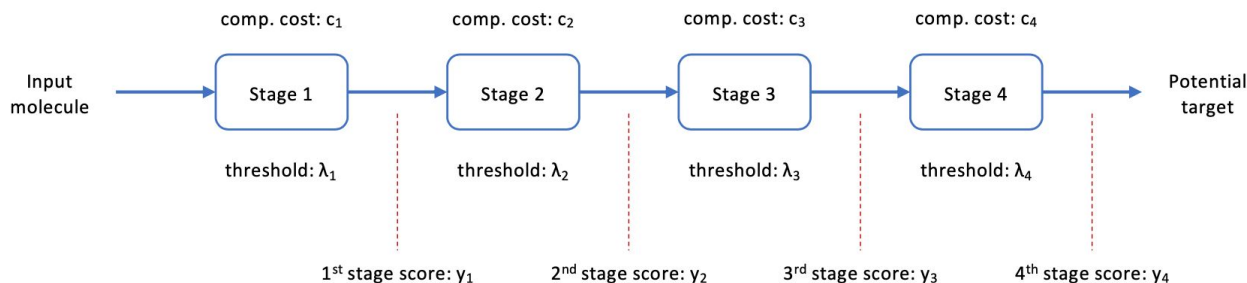 comp. cost: c₁ comp. cost: c₂ comp. cost: c₃ comp. cost: c₄
Input
molecule
Stage 1 Stage 2 Stage 3 Stage 4
Potential
target
threshold: λ₁ threshold: λ₂ threshold: λ₃ threshold: λ₄
1ˢᵗ stage score: y₁ 2ⁿᵈ stage score: y₂ 3ʳᵈ stage score: y₃ 4ᵗʰ stage score: y₄